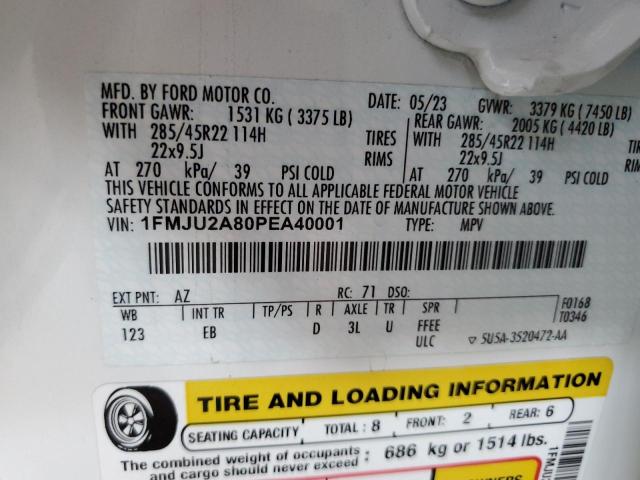 MFD. BY FORD MOTOR CO.
DATE: 05/23 GVWR: 3379 KG ( 7450 LB)
FRONT GAWR: 1531 KG ( 3375 LB)
REAR GAWR: 2005 KG ( 4420 LB)
WITH 285/45R22 114H TIRES
WITH 285/45R22 114H
22x9.5J RIMS
22x9.5J
AT 270 kPa/ 39 PSI COLD
AT 270 kPa/ 39 PSI COLD
THIS VEHICLE CONFORMS TO ALL APPLICABLE FEDERAL MOTOR VEHICLE
SAFETY STANDARDS IN EFFECT ON THE DATE OF MANUFACTURE SHOWN ABOVE.
VIN: 1FMJU2A80PEA40001 TYPE: MPV
EXT PNT: AZ RC: 71 DSO:
WB INT TR TP/PS R AXLE TR SPR
123 EB D 3L U FFEE
ULC
F0168
T0346
▽ 5U5A-3520472-AA
TIRE AND LOADING INFORMATION
SEATING CAPACITY TOTAL : 8 FRONT: 2 REAR: 6
The combined weight of occupants
and cargo should never exceed : 686 kg or 1514 lbs.